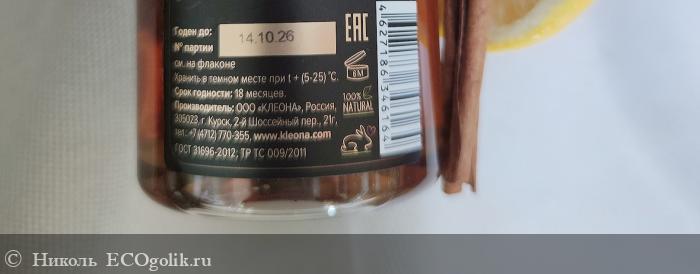 Годен до:
14.10.26
№ партии
см. на флаконе
Хранить в темном месте при t + (5-25) °C.
Срок годности: 18 месяцев.
Производитель: ООО «КЛЕОНА», Россия,
305023, г. Курск, 2-й Шоссейный пер., 21г,
тел.: +7 (4712) 770-355, www.kleona.com
ГОСТ 31696-2012; ТР ТС 009/2011
EAC
6М
100%
NATURAL
4627186346164
© Николь ECOgolik.ru